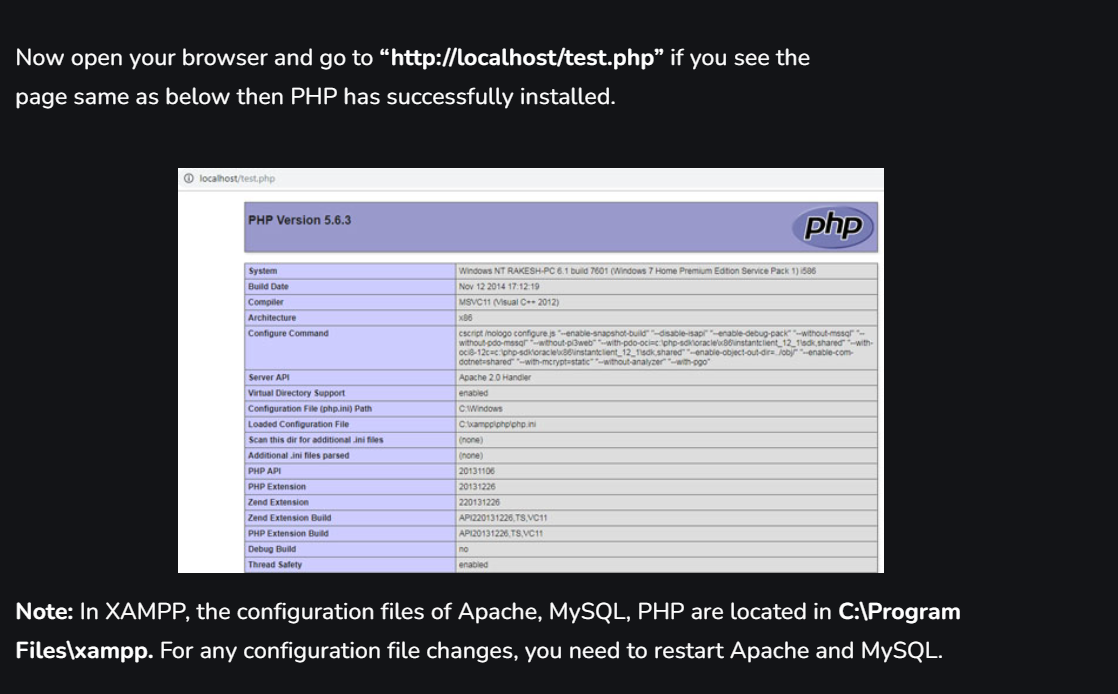 Now open your browser and go to “http://localhost/test.php” if you see the
page same as below then PHP has successfully installed.
localhost/test.php
PHP Version 5.6.3
php
System Windows NT RAKESH-PC 6.1 build 7601 (Windows 7 Home Premium Edition Service Pack 1) i586
Build Date Nov 12 2014 17:12:19
Compiler MSVC11 (Visual C++ 2012)
Architecture x86
Configure Command cscript /nologo configure.js "--enable-snapshot-build" "--disable-isapi" "--enable-debug-pack" "--without-mssql" "--
without-pdo-mssql" "--without-pi3web" "--with-pdo-oci=c:\php-sdk\oracle\x86\instantclient_12_1\sdk,shared" "--with-
oci8-12c=c:\php-sdk\oracle\x86\instantclient_12_1\sdk,shared" "--enable-object-out-dir=../obj/" "--enable-com-
dotnet=shared" "--with-mcrypt=static" "--without-analyzer" "--with-pgo"
Server API Apache 2.0 Handler
Virtual Directory Support enabled
Configuration File (php.ini) Path C:\Windows
Loaded Configuration File C:\xampp\php\php.ini
Scan this dir for additional .ini files (none)
Additional .ini files parsed (none)
PHP API 20131106
PHP Extension 20131226
Zend Extension 220131226
Zend Extension Build API220131226,TS,VC11
PHP Extension Build API20131226,TS,VC11
Debug Build no
Thread Safety enabled
Note: In XAMPP, the configuration files of Apache, MySQL, PHP are located in C:\Program
Files\xampp. For any configuration file changes, you need to restart Apache and MySQL.